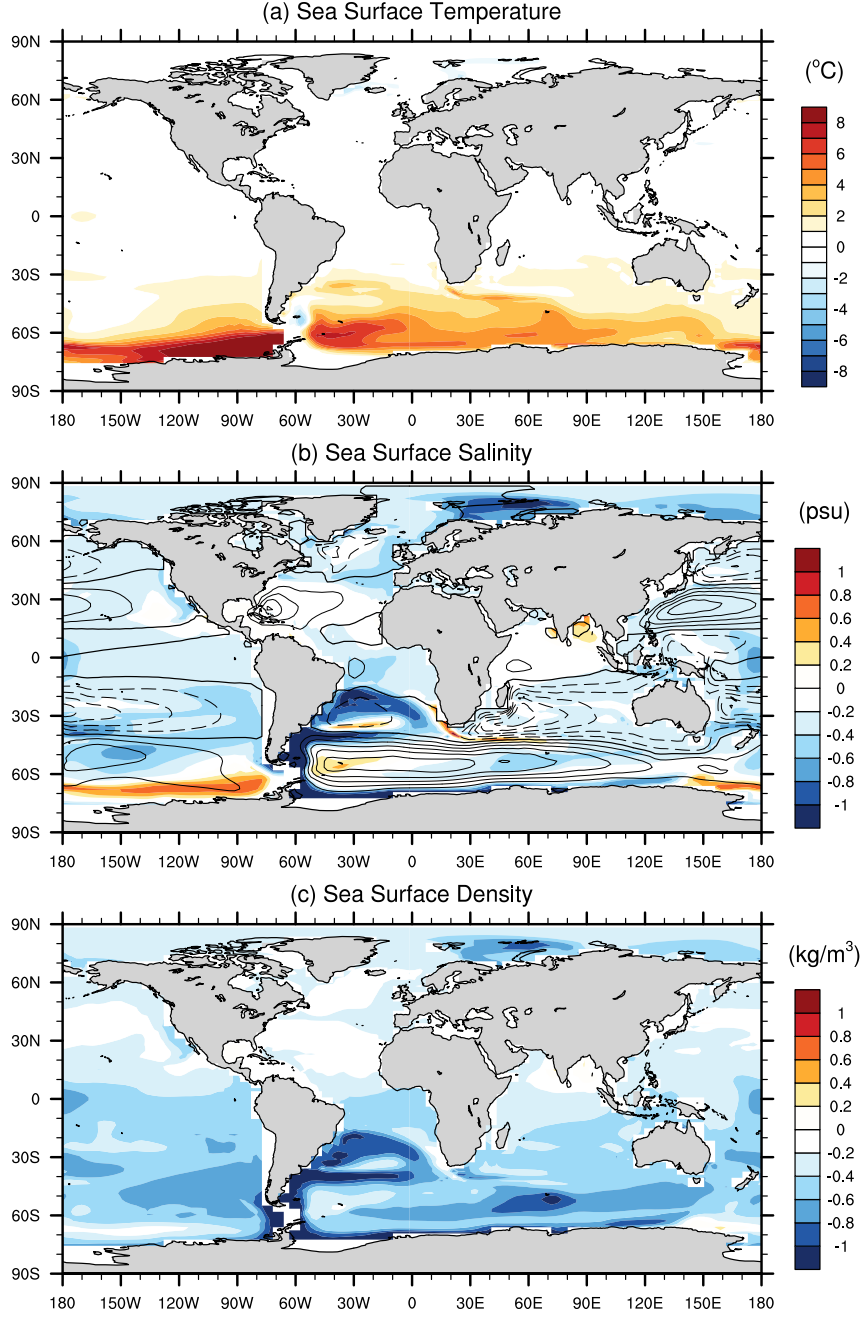 (a) Sea Surface Temperature
90N
60N
30N
0
30S
60S
90S
180 150W 120W 90W 60W 30W 0 30E 60E 90E 120E 150E 180
(°C)
8
6
4
2
0
-2
-4
-6
-8
(b) Sea Surface Salinity
90N
60N
30N
0
30S
60S
90S
180 150W 120W 90W 60W 30W 0 30E 60E 90E 120E 150E 180
(psu)
1
0.8
0.6
0.4
0.2
0
-0.2
-0.4
-0.6
-0.8
-1
(c) Sea Surface Density
90N
60N
30N
0
30S
60S
90S
180 150W 120W 90W 60W 30W 0 30E 60E 90E 120E 150E 180
(kg/m³)
1
0.8
0.6
0.4
0.2
0
-0.2
-0.4
-0.6
-0.8
-1